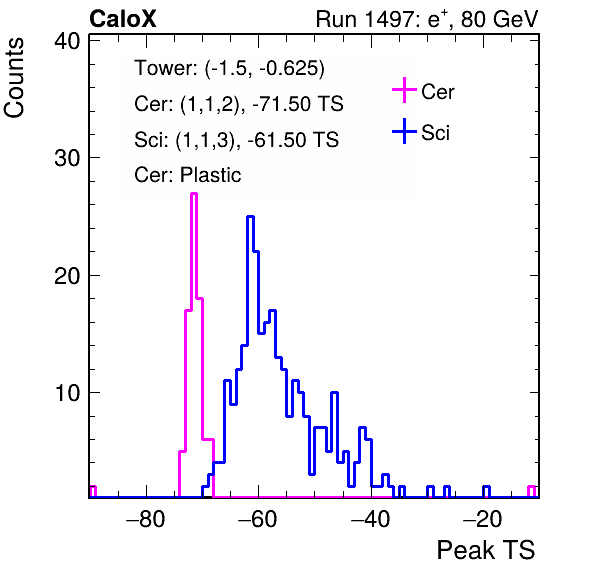 CaloX Run 1497: e⁺, 80 GeV
40
Counts
Tower: (-1.5, -0.625)
Cer: (1,1,2), -71.50 TS
Sci: (1,1,3), -61.50 TS
Cer: Plastic
Cer
Sci
30
20
10
−80 −60 −40 −20
Peak TS